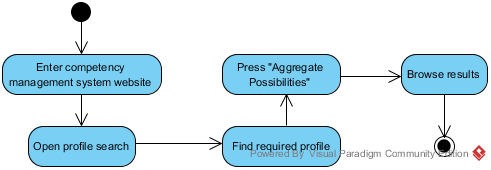 Enter competency
management system website
Open profile search
Press "Aggregate
Possibilities"
Find required profile
Browse results
Powered By Visual Paradigm Community Edition